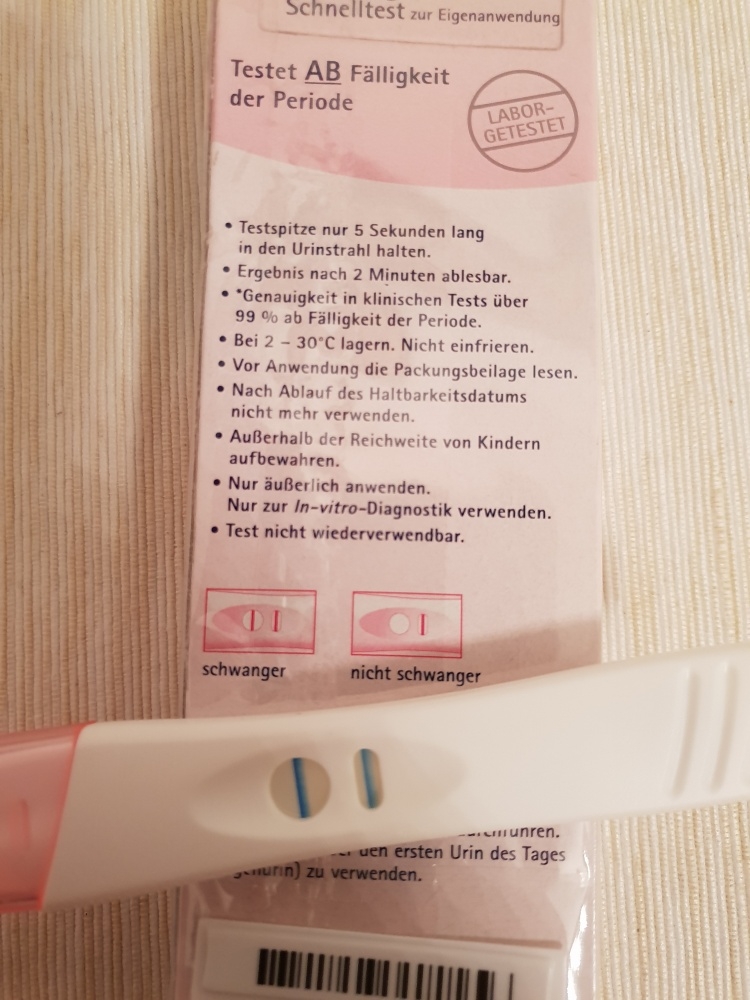 Schnelltest zur Eigenanwendung
Testet AB Fälligkeit
der Periode
LABOR-
GETESTET
• Testspitze nur 5 Sekunden lang
in den Urinstrahl halten.
• Ergebnis nach 2 Minuten ablesbar.
• *Genauigkeit in klinischen Tests über
99 % ab Fälligkeit der Periode.
• Bei 2 – 30°C lagern. Nicht einfrieren.
• Vor Anwendung die Packungsbeilage lesen.
• Nach Ablauf des Haltbarkeitsdatums
nicht mehr verwenden.
• Außerhalb der Reichweite von Kindern
aufbewahren.
• Nur äußerlich anwenden.
Nur zur In-vitro-Diagnostik verwenden.
• Test nicht wiederverwendbar.
schwanger
nicht schwanger
den ersten Urin des Tages
zu verwenden.